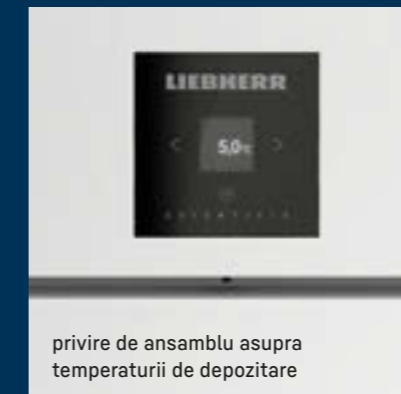 LIEBHERR
5,0°C
privire de ansamblu asupra
temperaturii de depozitare